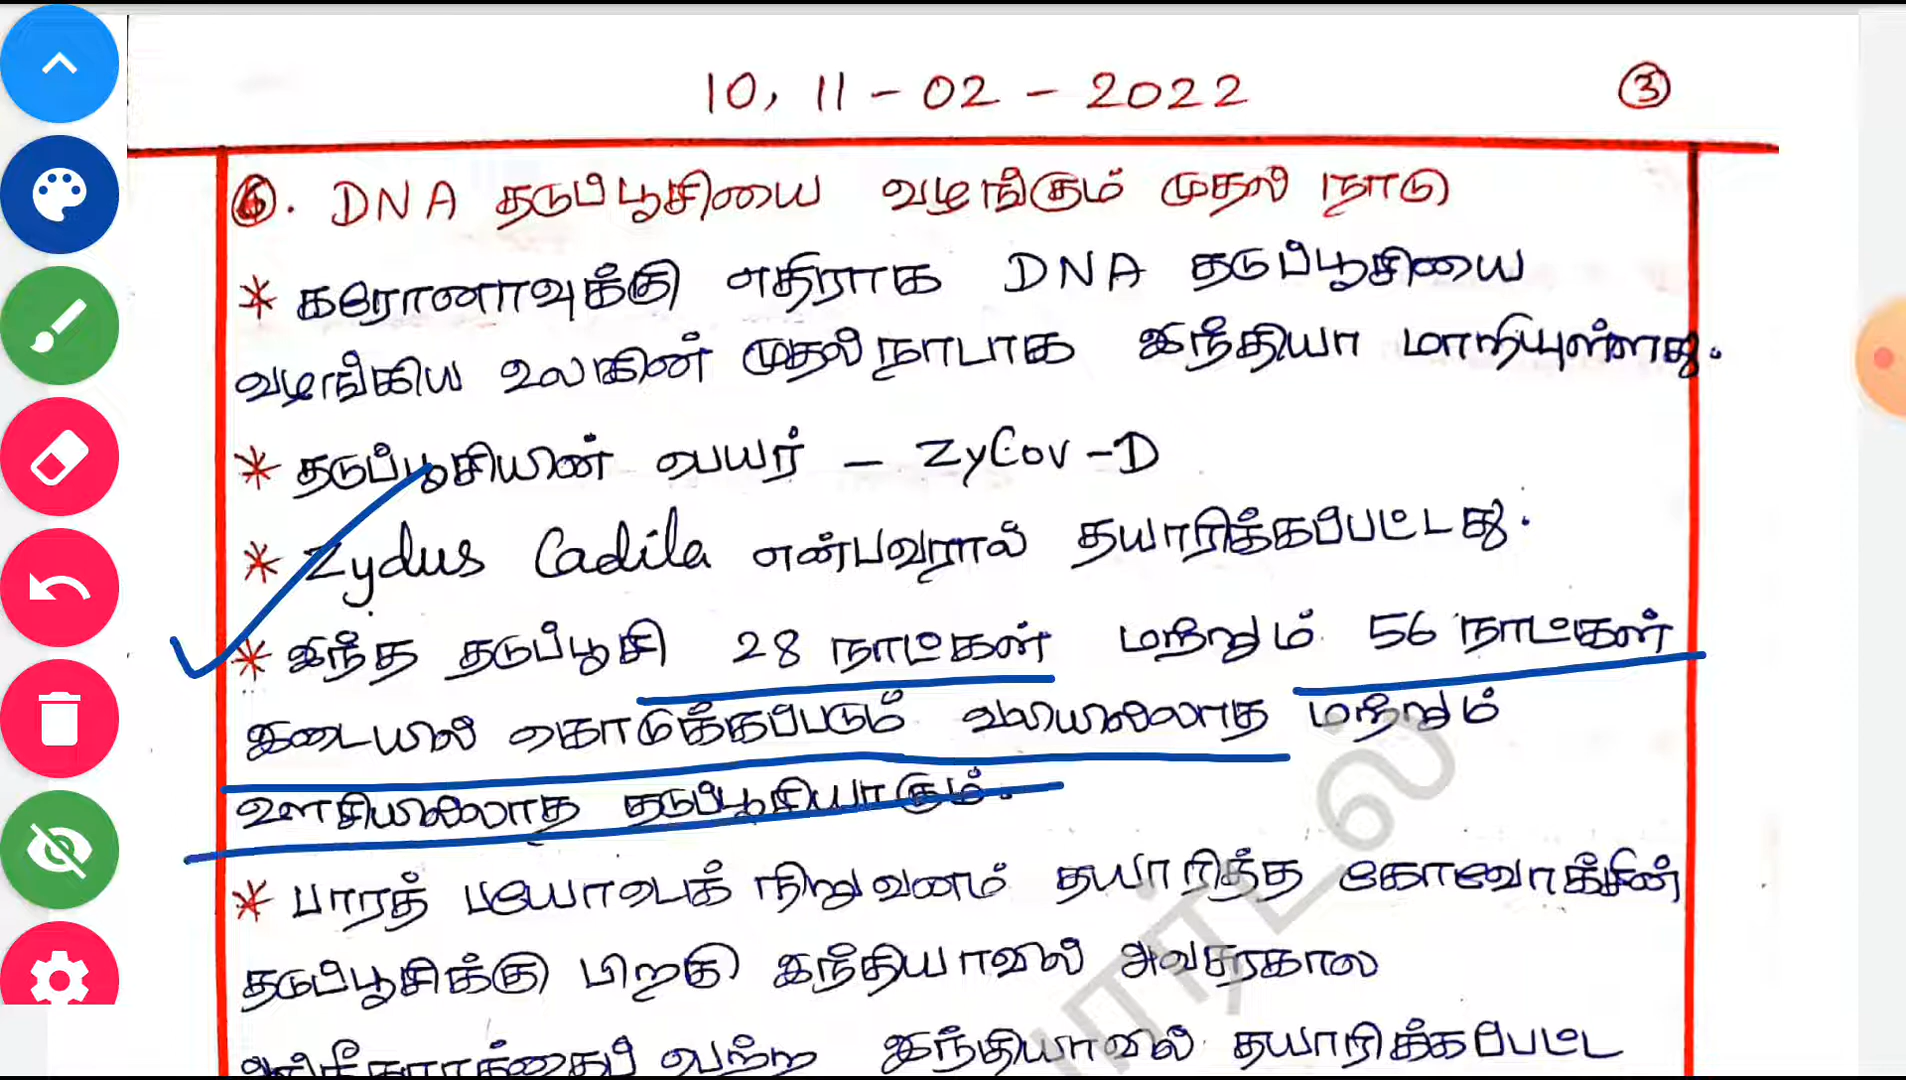 10, 11 - 02 - 2022
3
6. DNA தடுப்பூசியை வழங்கும் முதல் நாடு
* கரோனாவுக்கு எதிராக DNA தடுப்பூசியை
வழங்கிய உலகின் முதல் நாடாக இந்தியா மாறியுள்ளது.
* தடுப்பூசியின் பெயர் - ZyCov-D
* Zydus Cadila என்பவரால் தயாரிக்கப்பட்டது.
* இந்த தடுப்பூசி 28 நாட்கள் மற்றும் 56 நாட்கள்
இடையில் கொடுக்கப்படும் வலியில்லாத மற்றும்
ஊசியில்லாத தடுப்பூசியாகும்.
* பாரத் பயோடெக் நிறுவனம் தயாரித்த கோவேக்சின்
தடுப்பூசிக்கு பிறகு இந்தியாவில் அவசரகால
பெற்ற இந்தியாவில் தயாரிக்கப்பட்ட